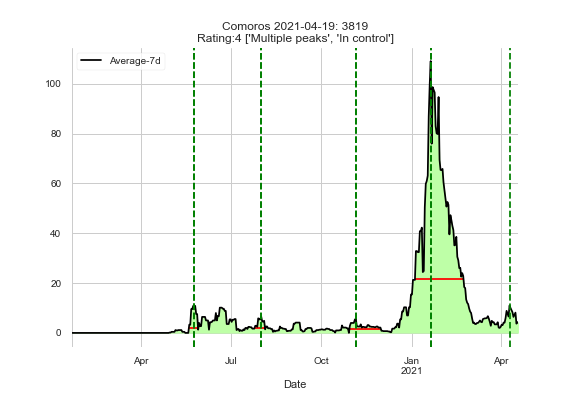 Comoros 2021-04-19: 3819
Rating:4 ['Multiple peaks', 'In control']
Average-7d
100
80
60
40
20
0
Apr
Jul
Oct
Jan
2021
Apr
Date